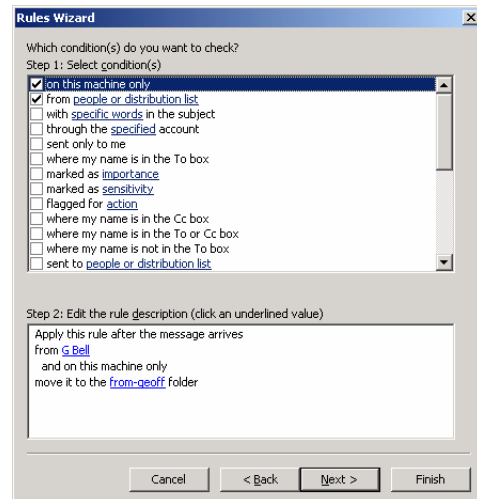 Rules Wizard
Which condition(s) do you want to check?
Step 1: Select condition(s)
on this machine only
from people or distribution list
with specific words in the subject
through the specified account
sent only to me
where my name is in the To box
marked as importance
marked as sensitivity
flagged for action
where my name is in the Cc box
where my name is in the To or Cc box
where my name is not in the To box
sent to people or distribution list
Step 2: Edit the rule description (click an underlined value)
Apply this rule after the message arrives
from G Bell
and on this machine only
move it to the from-geoff folder
Cancel
< Back
Next >
Finish